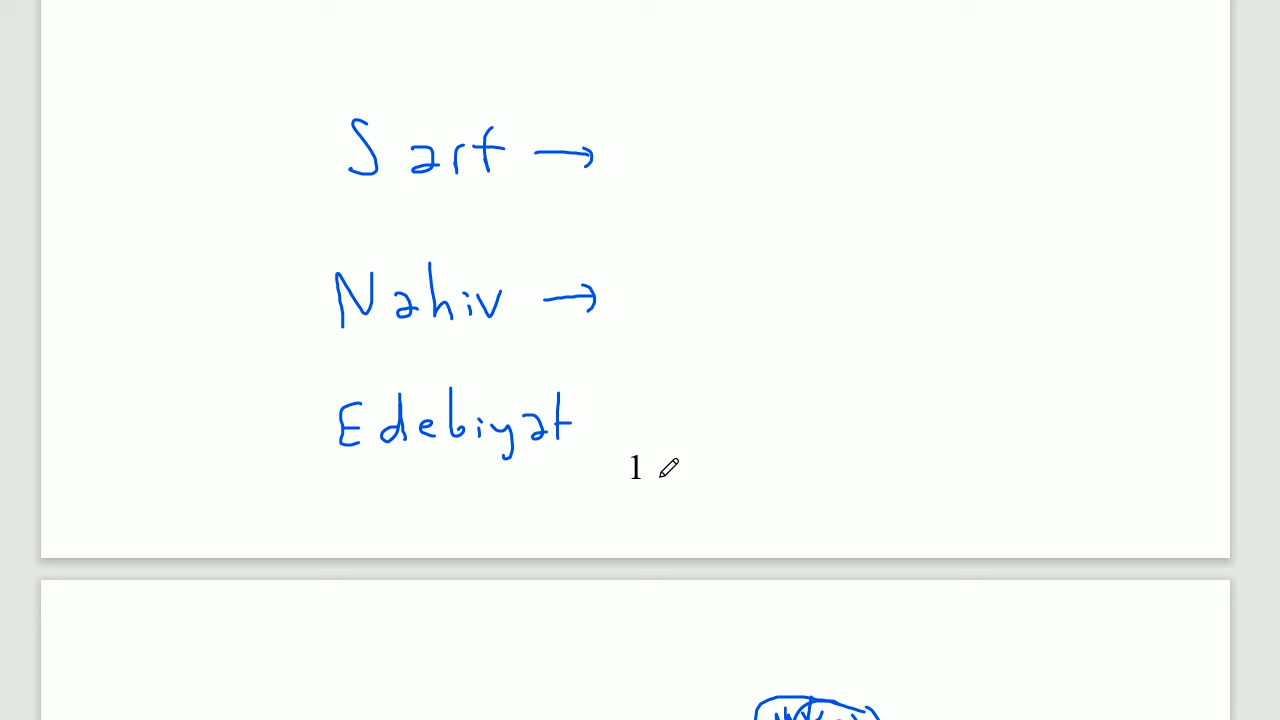 Sarf →
Nahiv →
Edebiyat
1